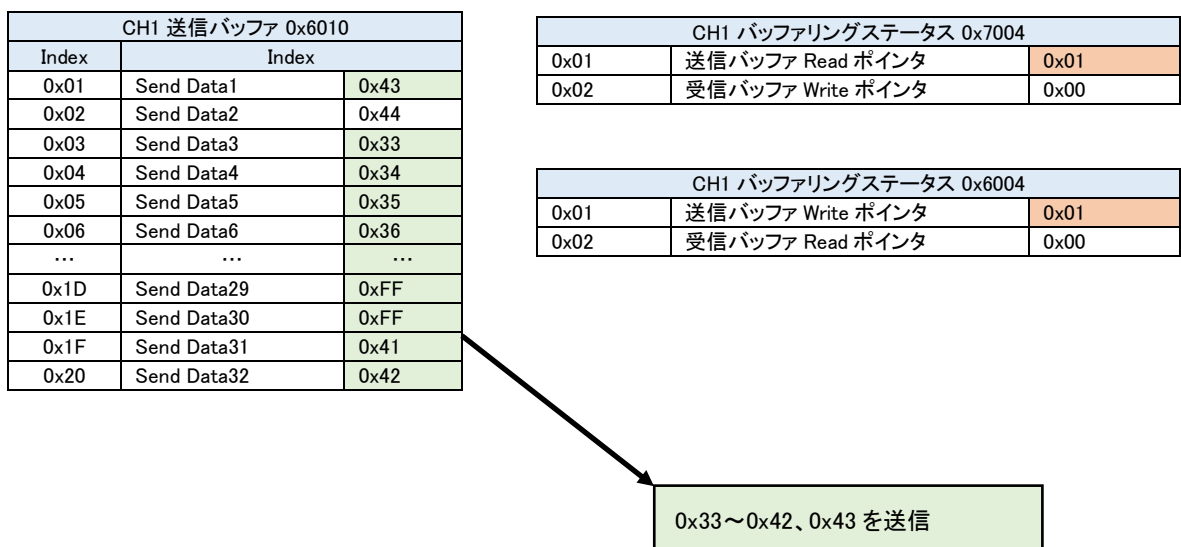 CH1 送信バッファ 0x6010
Index Index
0x01 Send Data1 0x43
0x02 Send Data2 0x44
0x03 Send Data3 0x33
0x04 Send Data4 0x34
0x05 Send Data5 0x35
0x06 Send Data6 0x36
… … …
0x1D Send Data29 0xFF
0x1E Send Data30 0xFF
0x1F Send Data31 0x41
0x20 Send Data32 0x42
CH1 バッファリングステータス 0x7004
0x01 送信バッファ Read ポインタ 0x01
0x02 受信バッファ Write ポインタ 0x00
CH1 バッファリングステータス 0x6004
0x01 送信バッファ Write ポインタ 0x01
0x02 受信バッファ Read ポインタ 0x00
0x33～0x42、0x43 を送信